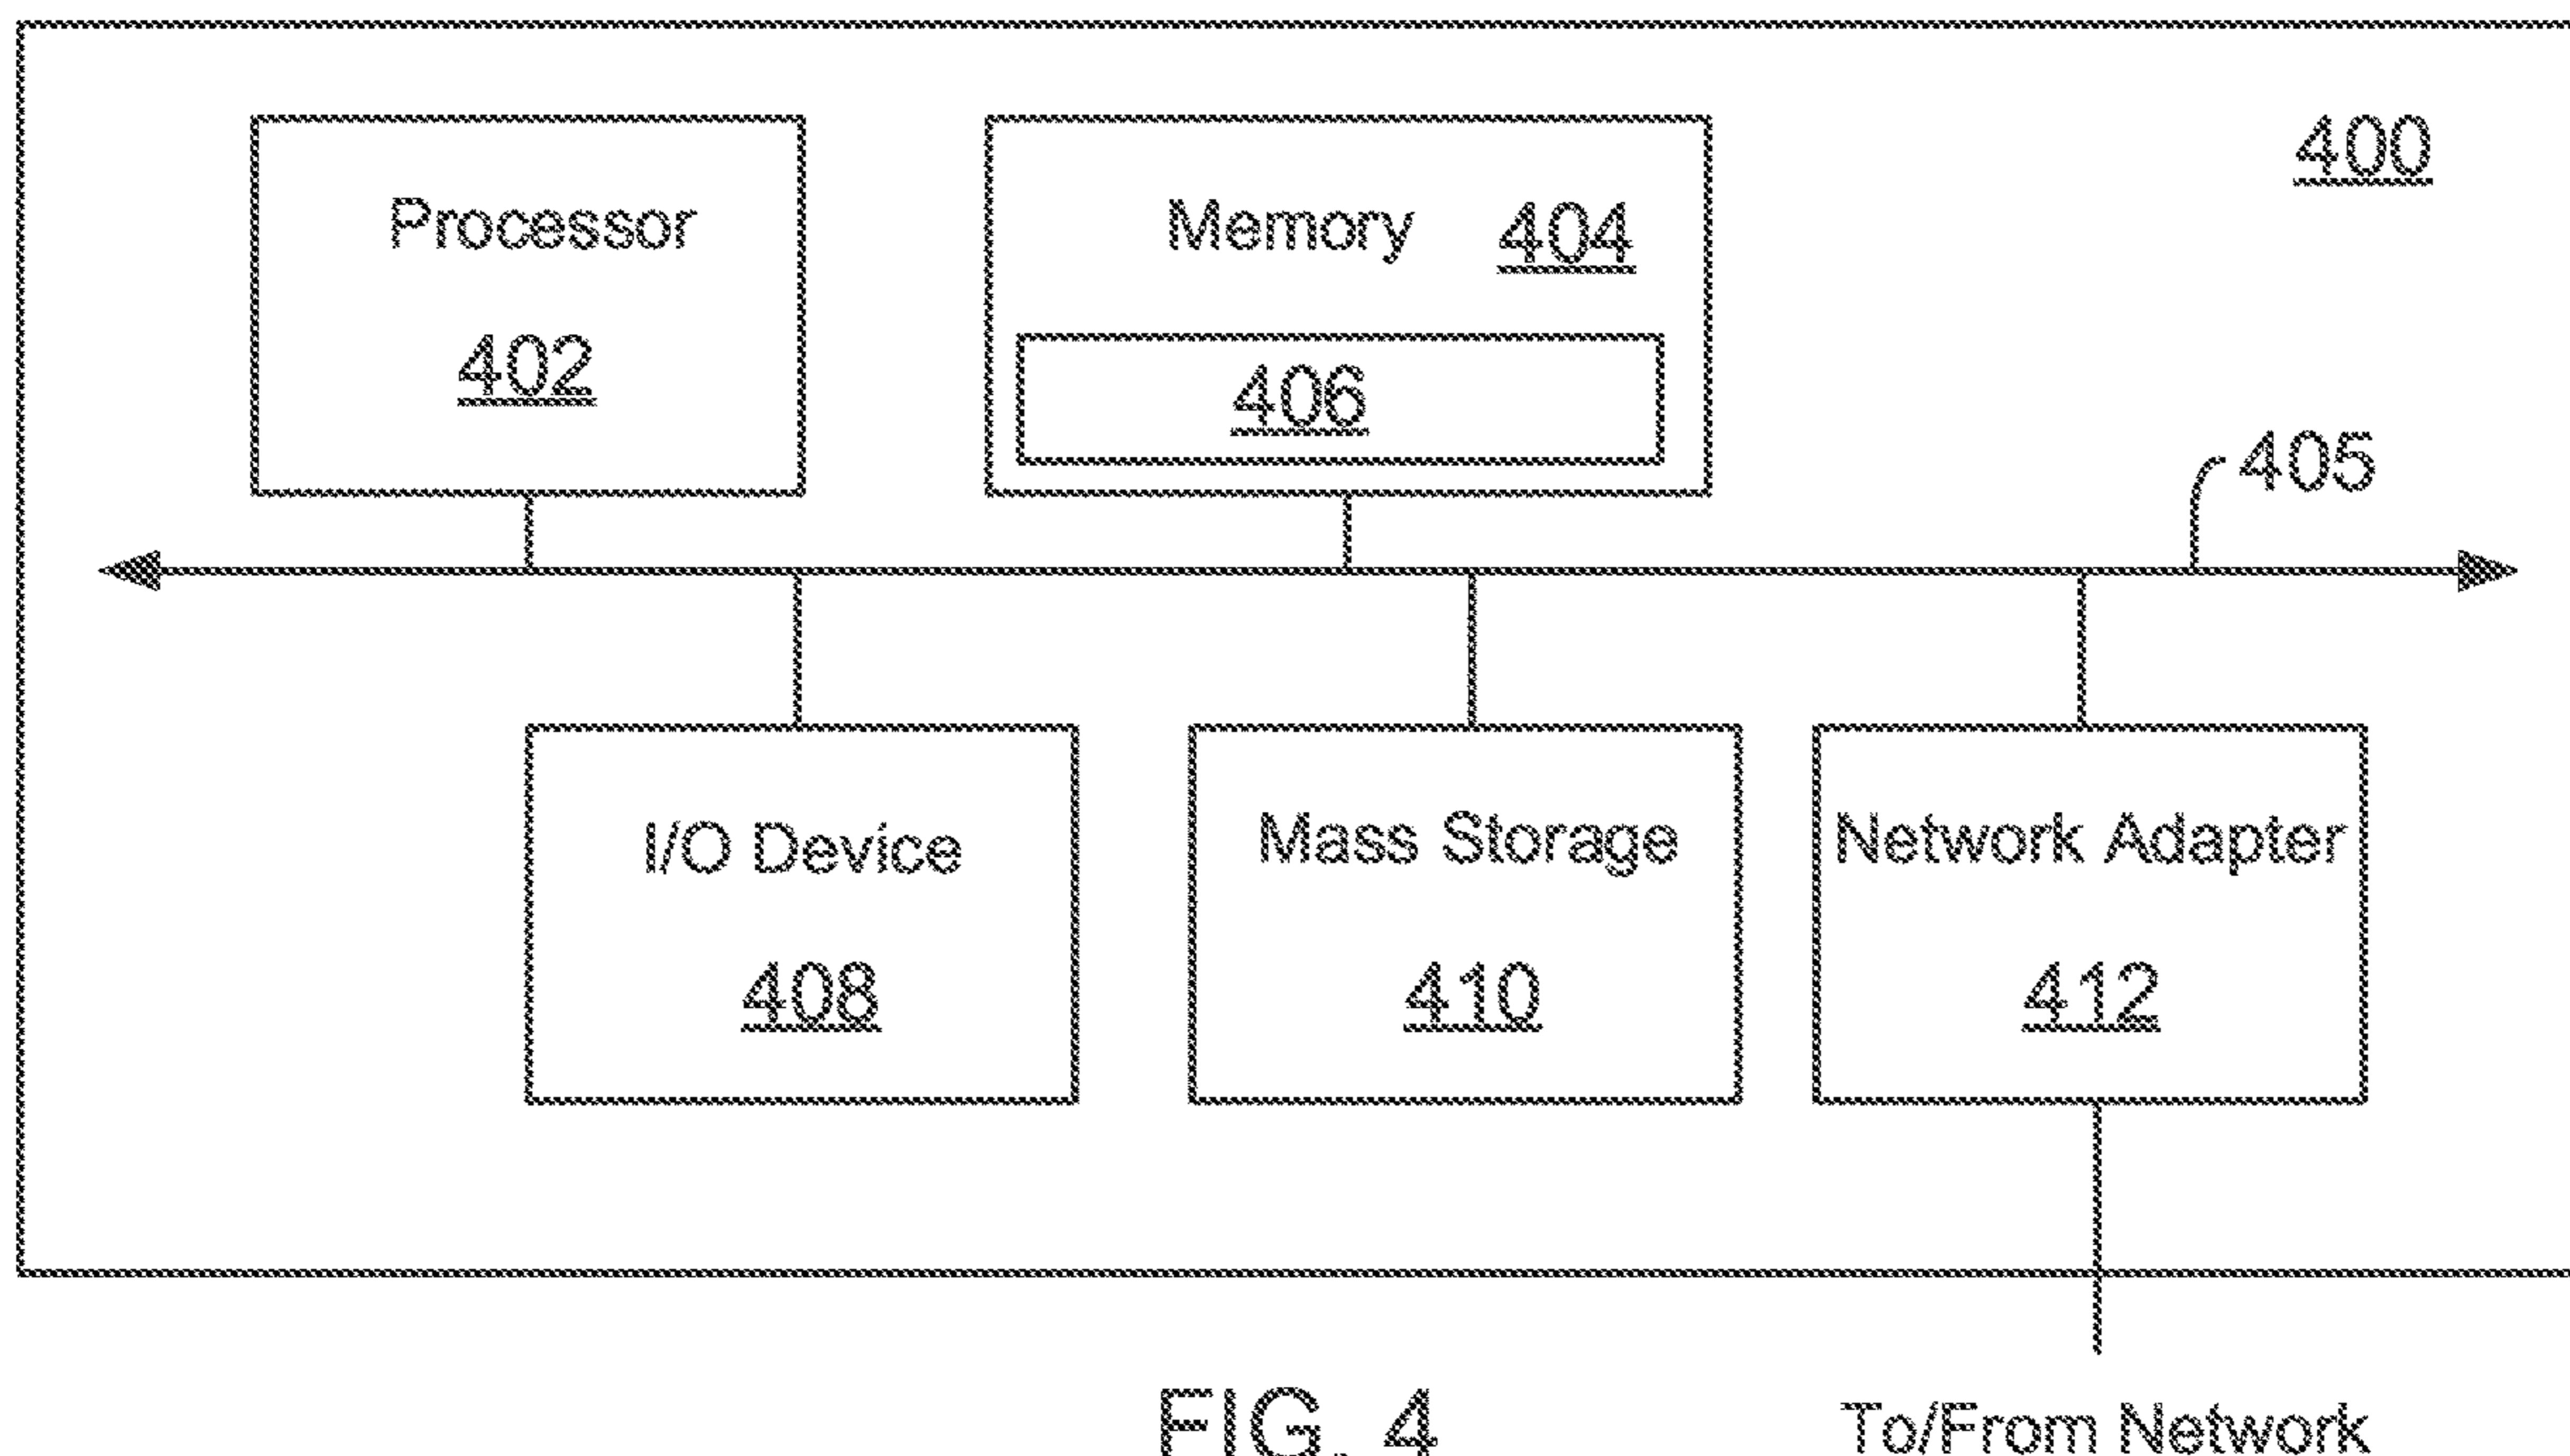 400
Processor
402
Memory 404
406
405
I/O Device
408
Mass Storage
410
Network Adapter
412
FIG. 4
To/From Network